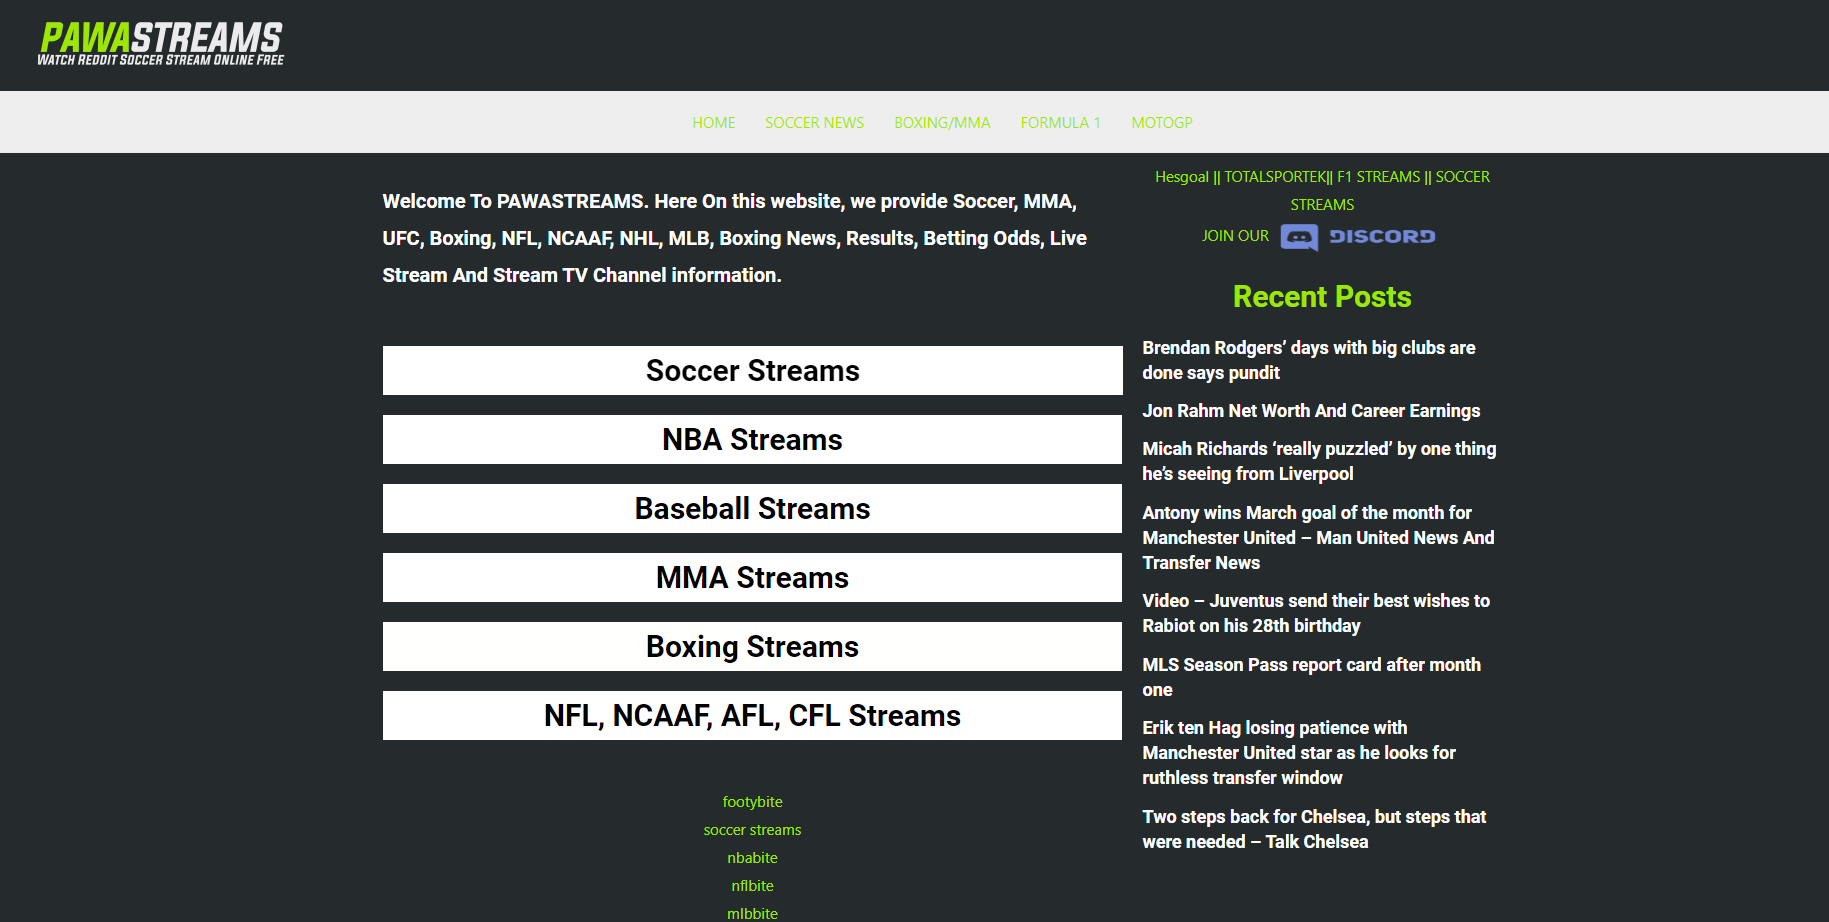 PAWASTREAMS
WATCH REDDIT SOCCER STREAM ONLINE FREE
HOME SOCCER NEWS BOXING/MMA FORMULA 1 MOTOGP
Welcome To PAWASTREAMS. Here On this website, we provide Soccer, MMA,
UFC, Boxing, NFL, NCAAF, NHL, MLB, Boxing News, Results, Betting Odds, Live
Stream And Stream TV Channel information.
Soccer Streams
NBA Streams
Baseball Streams
MMA Streams
Boxing Streams
NFL, NCAAF, AFL, CFL Streams
footybite
soccer streams
nbabite
nflbite
mlbbite
Hesgoal || TOTALSPORTEK|| F1 STREAMS || SOCCER
STREAMS
JOIN OUR DISCORD
Recent Posts
Brendan Rodgers’ days with big clubs are
done says pundit
Jon Rahm Net Worth And Career Earnings
Micah Richards ‘really puzzled’ by one thing
he’s seeing from Liverpool
Antony wins March goal of the month for
Manchester United – Man United News And
Transfer News
Video – Juventus send their best wishes to
Rabiot on his 28th birthday
MLS Season Pass report card after month
one
Erik ten Hag losing patience with
Manchester United star as he looks for
ruthless transfer window
Two steps back for Chelsea, but steps that
were needed – Talk Chelsea